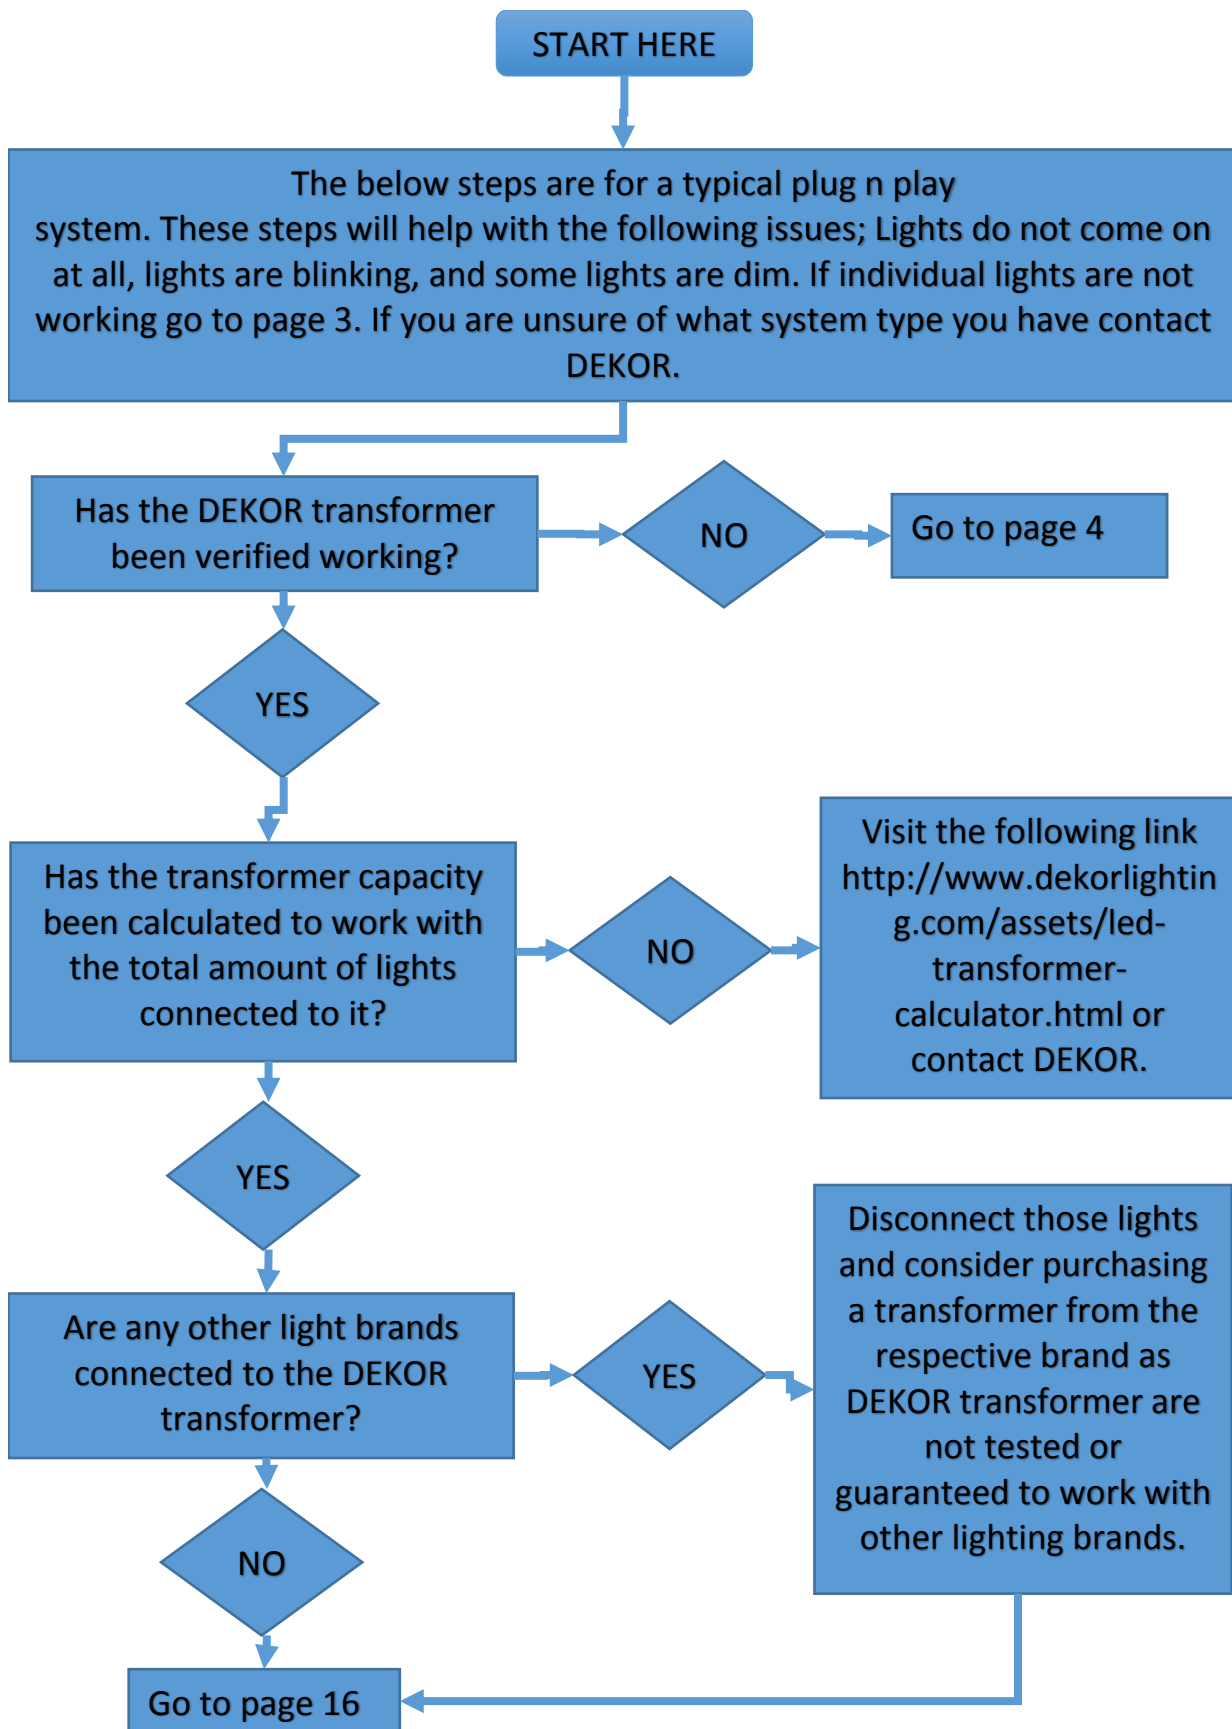 START HERE
The below steps are for a typical plug n play
system. These steps will help with the following issues; Lights do not come on
at all, lights are blinking, and some lights are dim. If individual lights are not
working go to page 3. If you are unsure of what system type you have contact
DEKOR.
Has the DEKOR transformer
been verified working?
NO
Go to page 4
YES
Has the transformer capacity
been calculated to work with
the total amount of lights
connected to it?
NO
Visit the following link
http://www.dekorlightin
g.com/assets/led-
transformer-
calculator.html or
contact DEKOR.
YES
Are any other light brands
connected to the DEKOR
transformer?
YES
Disconnect those lights
and consider purchasing
a transformer from the
respective brand as
DEKOR transformer are
not tested or
guaranteed to work with
other lighting brands.
NO
Go to page 16